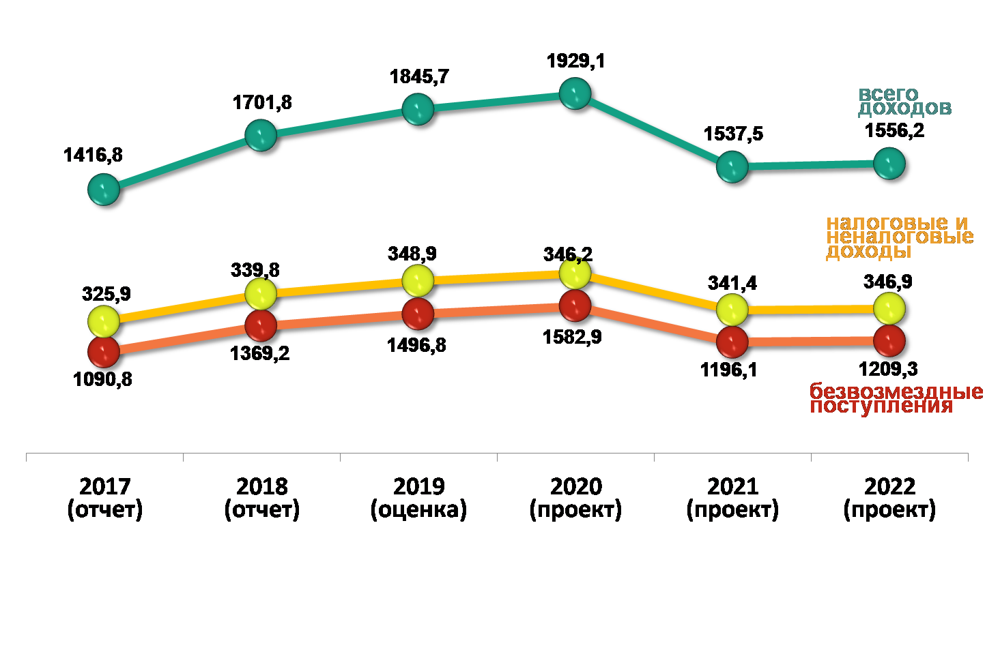 1929,1
1845,7
1701,8
1416,8
1537,5
всего
доходов
1556,2
налоговые и
неналоговые
доходы
325,9
339,8
348,9
346,2
341,4
346,9
1090,8
1369,2
1496,8
1582,9
1196,1
1209,3
безвозмездные
поступления
2017
(отчет)
2018
(отчет)
2019
(оценка)
2020
(проект)
2021
(проект)
2022
(проект)